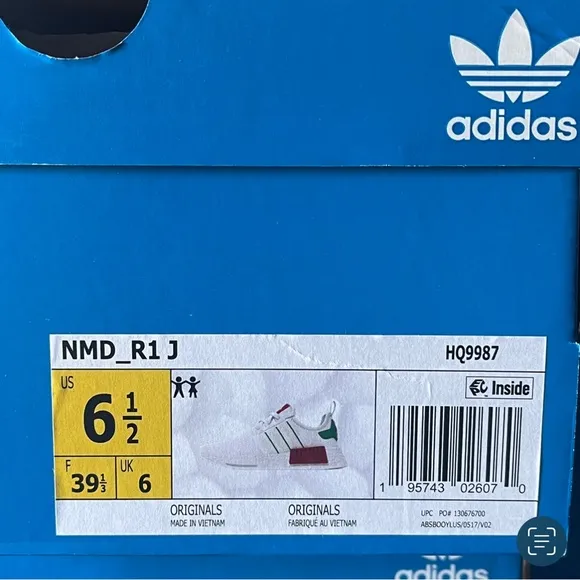 adidas
NMD_R1 J
HQ9987
US
6 1/2
F
39 1/3
UK
6
Inside
1 95743 02607 0
ORIGINALS
MADE IN VIETNAM
ORIGINALS
FABRIQUÉ AU VIETNAM
UPC PO# 130676700
ABSBOOYLUS/0517/V02
adidas